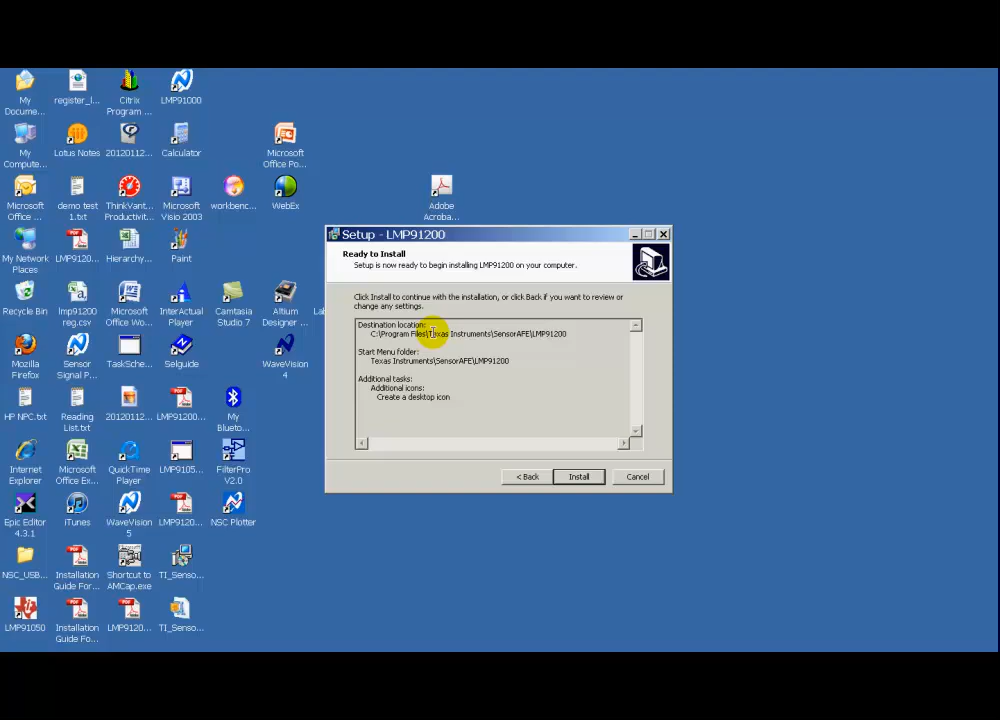 My Docume...
register_l...
Citrix Program ...
LMP91000
My Compute...
Lotus Notes
20120112...
Calculator
Microsoft Office Po...
Microsoft Office ...
demo test 1.txt
ThinkVant... Productivit...
Microsoft Visio 2003
workbenc...
WebEx
Adobe Acroba...
My Network Places
LMP9120...
Hierarchy...
Paint
Recycle Bin
lmp91200 reg.csv
Microsoft Office Wo...
InterActual Player
Camtasia Studio 7
Altium Designer ...
Mozilla Firefox
Sensor Signal P...
TaskSche...
Selguide
WaveVision 4
HP NPC.txt
Reading List.txt
20120112...
LMP91200...
My Blueto...
Internet Explorer
Microsoft Office Ex...
QuickTime Player
LMP9105...
FilterPro V2.0
Epic Editor 4.3.1
iTunes
WaveVision 5
LMP9120...
NSC Plotter
NSC_USB...
Installation Guide For...
Shortcut to AMCap.exe
TI_Senso...
LMP91050
Installation Guide Fo...
LMP9120...
TI_Senso...
Setup - LMP91200
Ready to Install
Setup is now ready to begin installing LMP91200 on your computer.
Click Install to continue with the installation, or click Back if you want to review or
change any settings.
Destination location:
C:\Program Files\Texas Instruments\SensorAFE\LMP91200
Start Menu folder:
Texas Instruments\SensorAFE\LMP91200
Additional tasks:
Additional icons:
Create a desktop icon
< Back
Install
Cancel